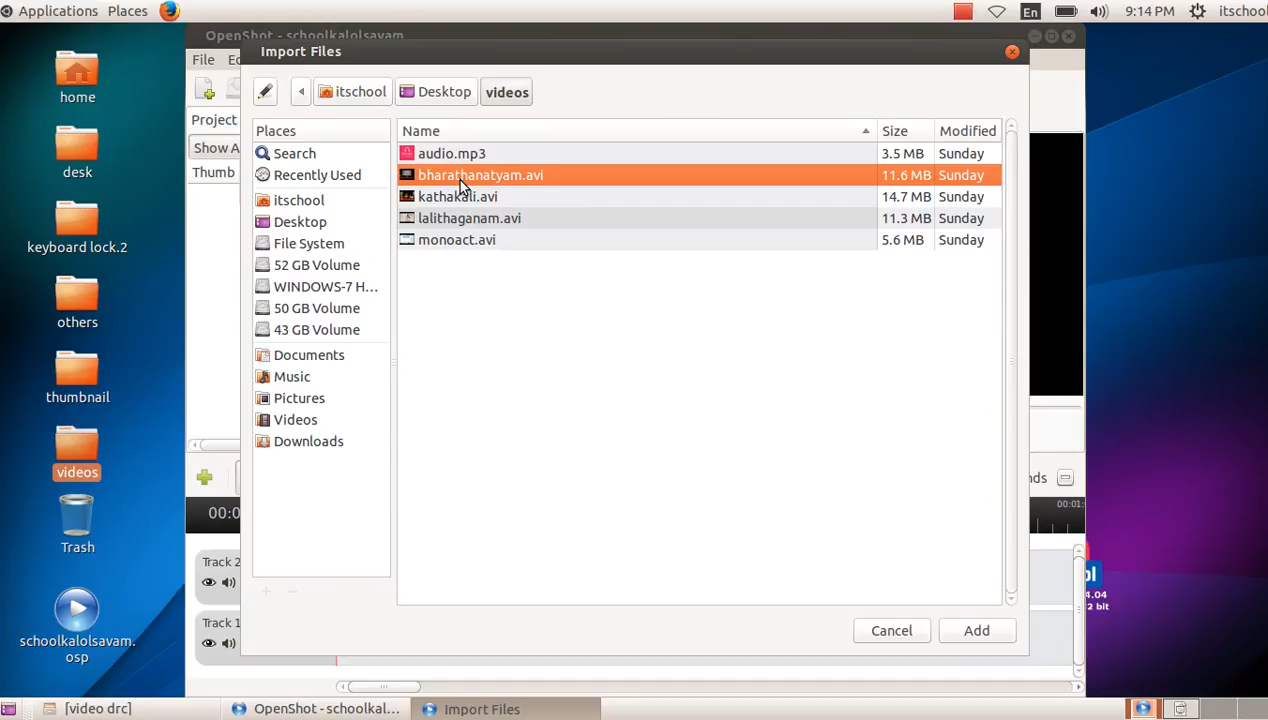 Applications Places En 9:14 PM itschool
home
desk
keyboard lock.2
others
thumbnail
videos
Trash
schoolkalolsavam.
osp
OpenShot - schoolkalolsavam
File
Project
Show A
Thumb
Import Files
itschool Desktop videos
Places
Search
Recently Used
itschool
Desktop
File System
52 GB Volume
WINDOWS-7 H...
50 GB Volume
43 GB Volume
Documents
Music
Pictures
Videos
Downloads
Name Size Modified
audio.mp3 3.5 MB Sunday
bharathanatyam.avi 11.6 MB Sunday
kathakali.avi 14.7 MB Sunday
lalithaganam.avi 11.3 MB Sunday
monoact.avi 5.6 MB Sunday
Cancel Add
00:01:
Track 2
Track 1
[video drc] OpenShot - schoolkal... Import Files